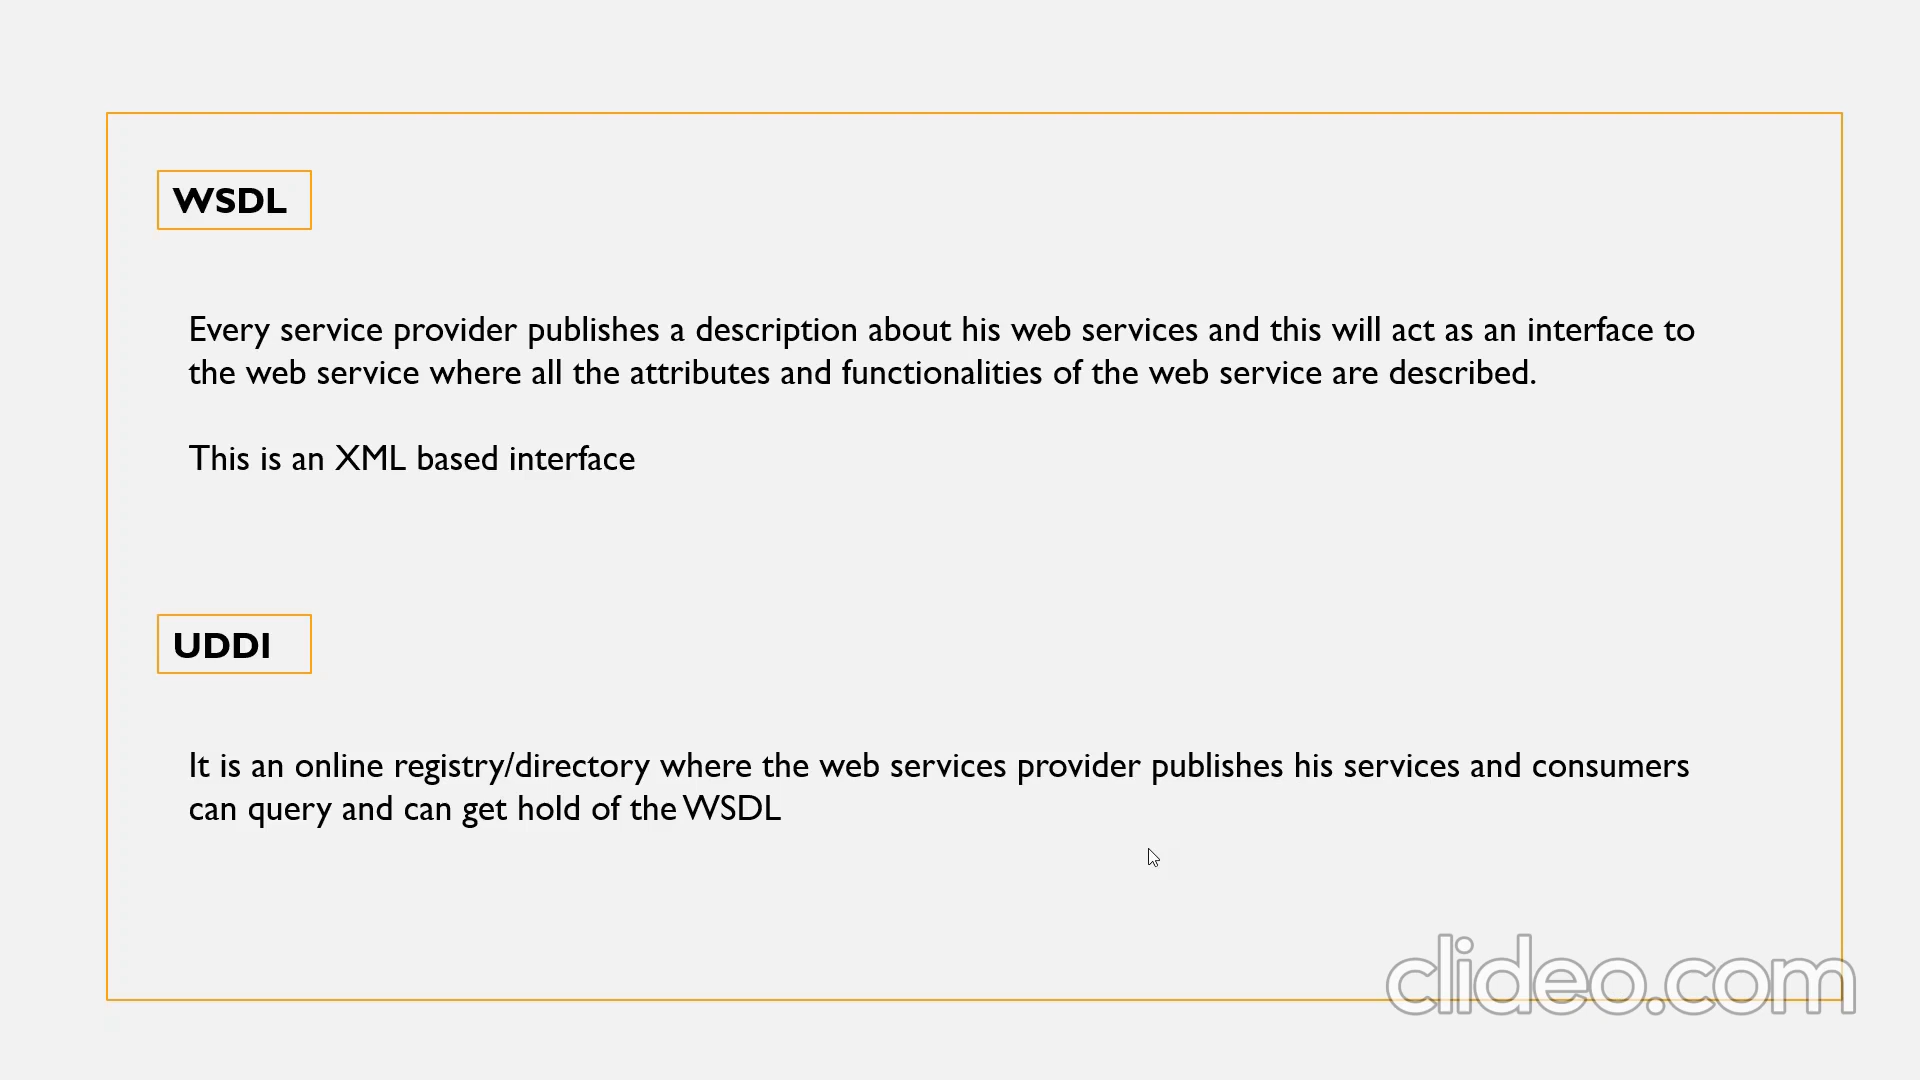 WSDL
Every service provider publishes a description about his web services and this will act as an interface to
the web service where all the attributes and functionalities of the web service are described.
This is an XML based interface
UDDI
It is an online registry/directory where the web services provider publishes his services and consumers
can query and can get hold of the WSDL
clideo.com